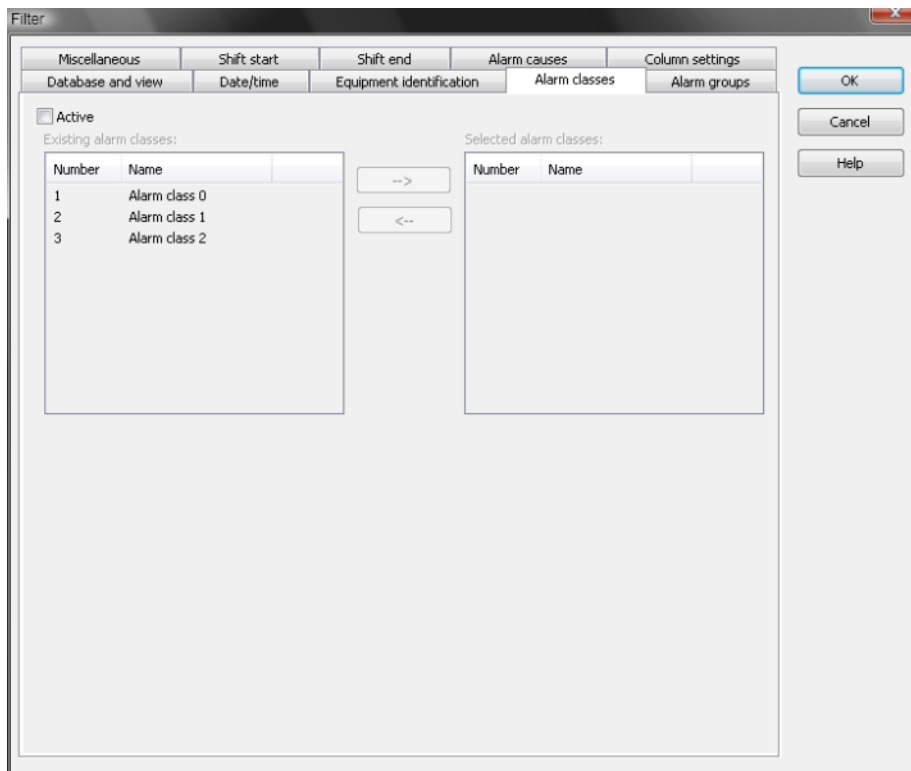 Filter
Miscellaneous Shift start Shift end Alarm causes Column settings
Database and view Date/time Equipment identification Alarm classes Alarm groups
OK
Active
Cancel
Existing alarm classes: Selected alarm classes:
Help
Number Name Number Name
-->
1 Alarm class 0
2 Alarm class 1
<--
3 Alarm class 2